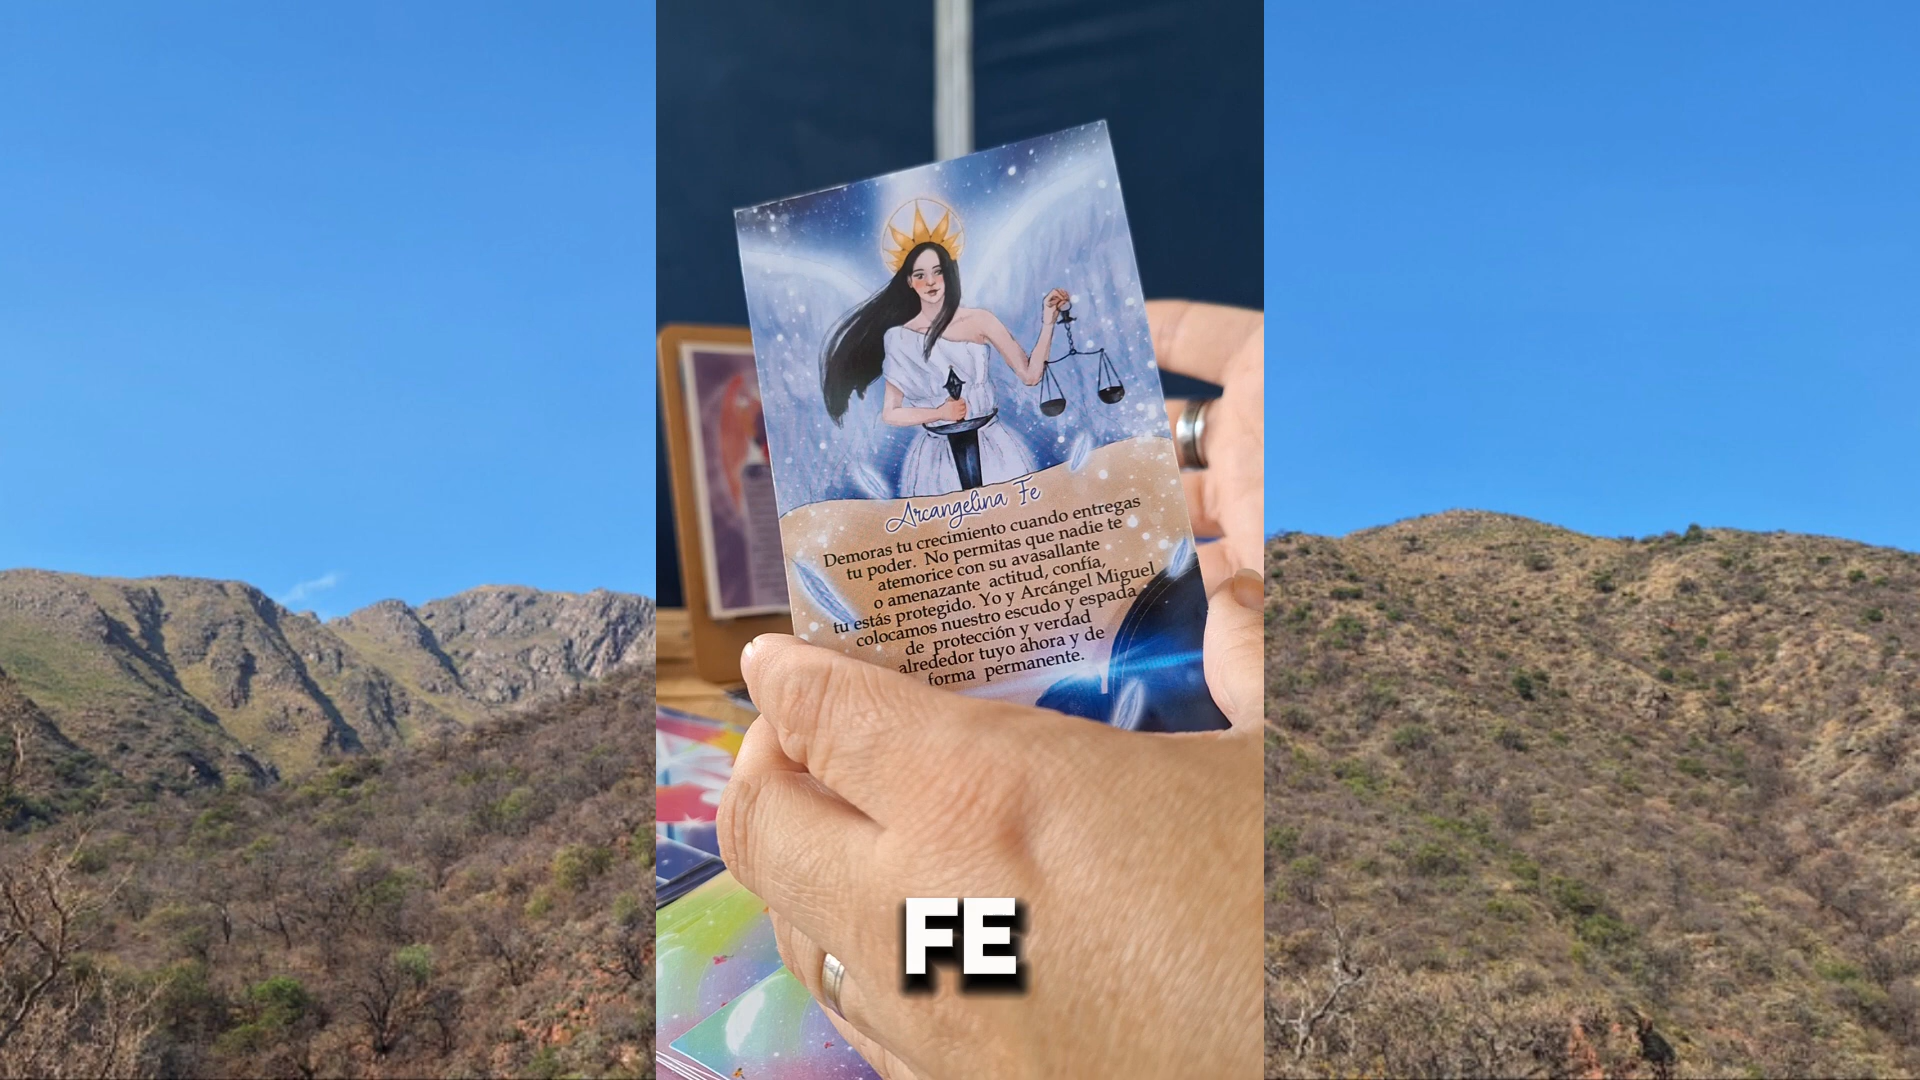 Arcangelina Fe
Demoras tu crecimiento cuando entregas
tu poder. No permitas que nadie te
atemorice con su avasallante
o amenazante actitud, confía,
tu estás protegido. Yo y Arcángel Miguel
colocamos nuestro escudo y espada
de protección y verdad
alrededor tuyo ahora y de
forma permanente.
FE